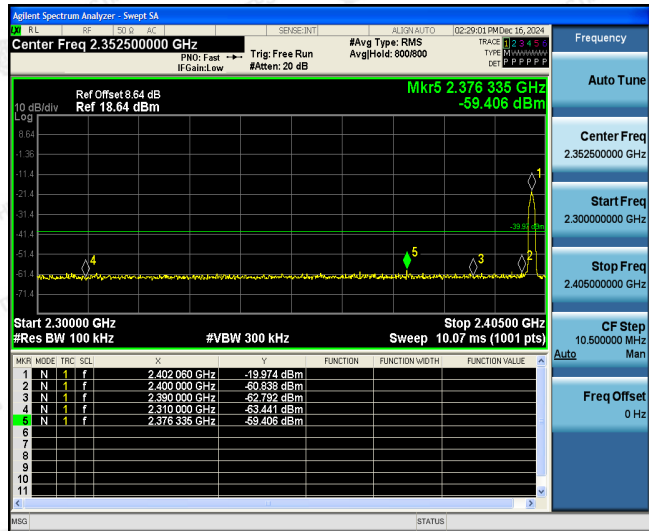 Agilent Spectrum Analyzer - Swept SA
LXI RL RF 50 Ω AC SENSE:INT ALIGN AUTO 02:29:01 PM Dec 16, 2024
Center Freq 2.352500000 GHz #Avg Type: RMS TRACE 1 2 3 4 5 6
PNO: Fast Trig: Free Run Avg|Hold: 800/800 TYPE M WWWWW
IFGain:Low #Atten: 20 dB DET P P P P P P
Mkr5 2.376 335 GHz
Ref Offset 8.64 dB
10 dB/div Ref 18.64 dBm -59.406 dBm
Log
8.64
-1.36
-11.4
1
-21.4
-31.4
-39.97 dBm
-41.4
-51.4
4 5 3 2
-61.4
-71.4
Start 2.30000 GHz Stop 2.40500 GHz
#Res BW 100 kHz #VBW 300 kHz Sweep 10.07 ms (1001 pts)
MKR MODE TRC SCL X Y FUNCTION FUNCTION WIDTH FUNCTION VALUE
1 N 1 f 2.402 060 GHz -19.974 dBm
2 N 1 f 2.400 000 GHz -60.838 dBm
3 N 1 f 2.390 000 GHz -62.792 dBm
4 N 1 f 2.310 000 GHz -63.441 dBm
5 N 1 f 2.376 335 GHz -59.406 dBm
6
7
8
9
10
11
MSG STATUS
Frequency
Auto Tune
Center Freq
2.352500000 GHz
Start Freq
2.300000000 GHz
Stop Freq
2.405000000 GHz
CF Step
10.500000 MHz
Auto Man
Freq Offset
0 Hz